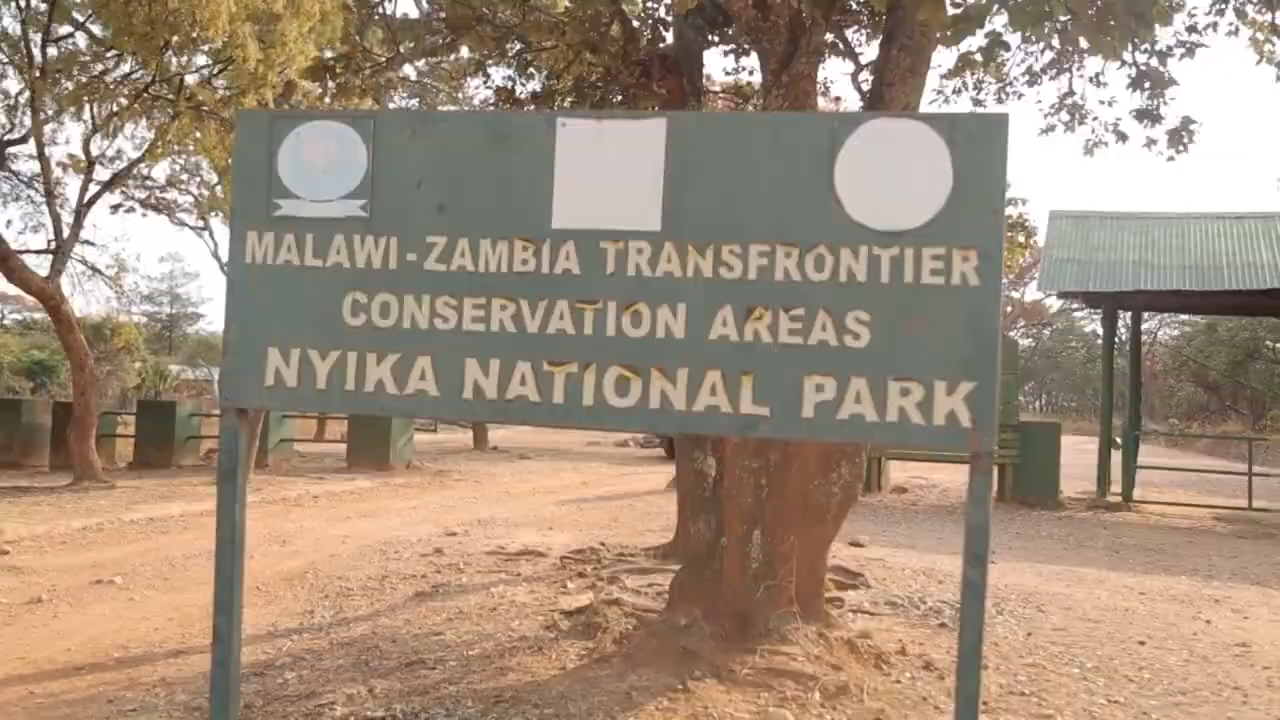 MALAWI-ZAMBIA TRANSFRONTIER
CONSERVATION AREAS
NYIKA NATIONAL PARK